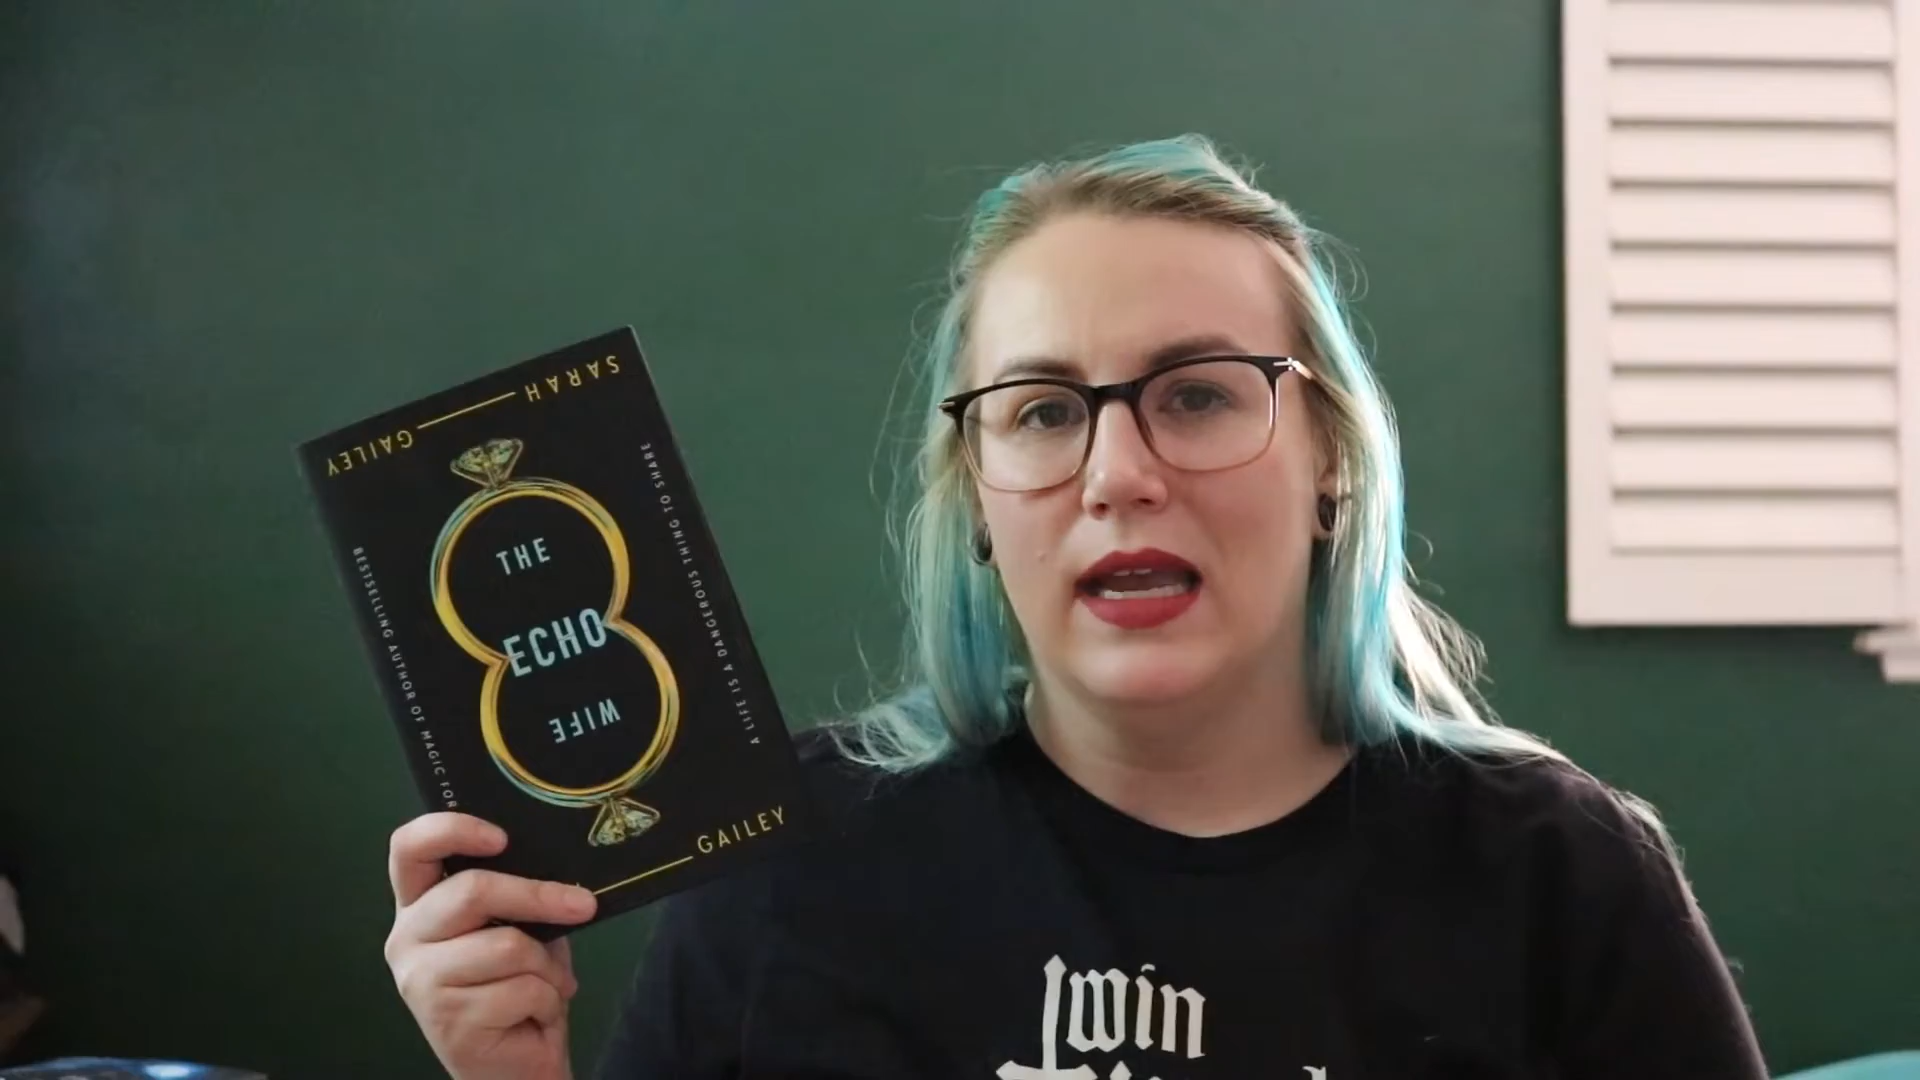 SARAH
GAILEY
A LIFE IS A DANGEROUS THING TO SHARE
THE
ECHO
WIFE
BESTSELLING AUTHOR OF MAGIC FOR
GAILEY
Twin